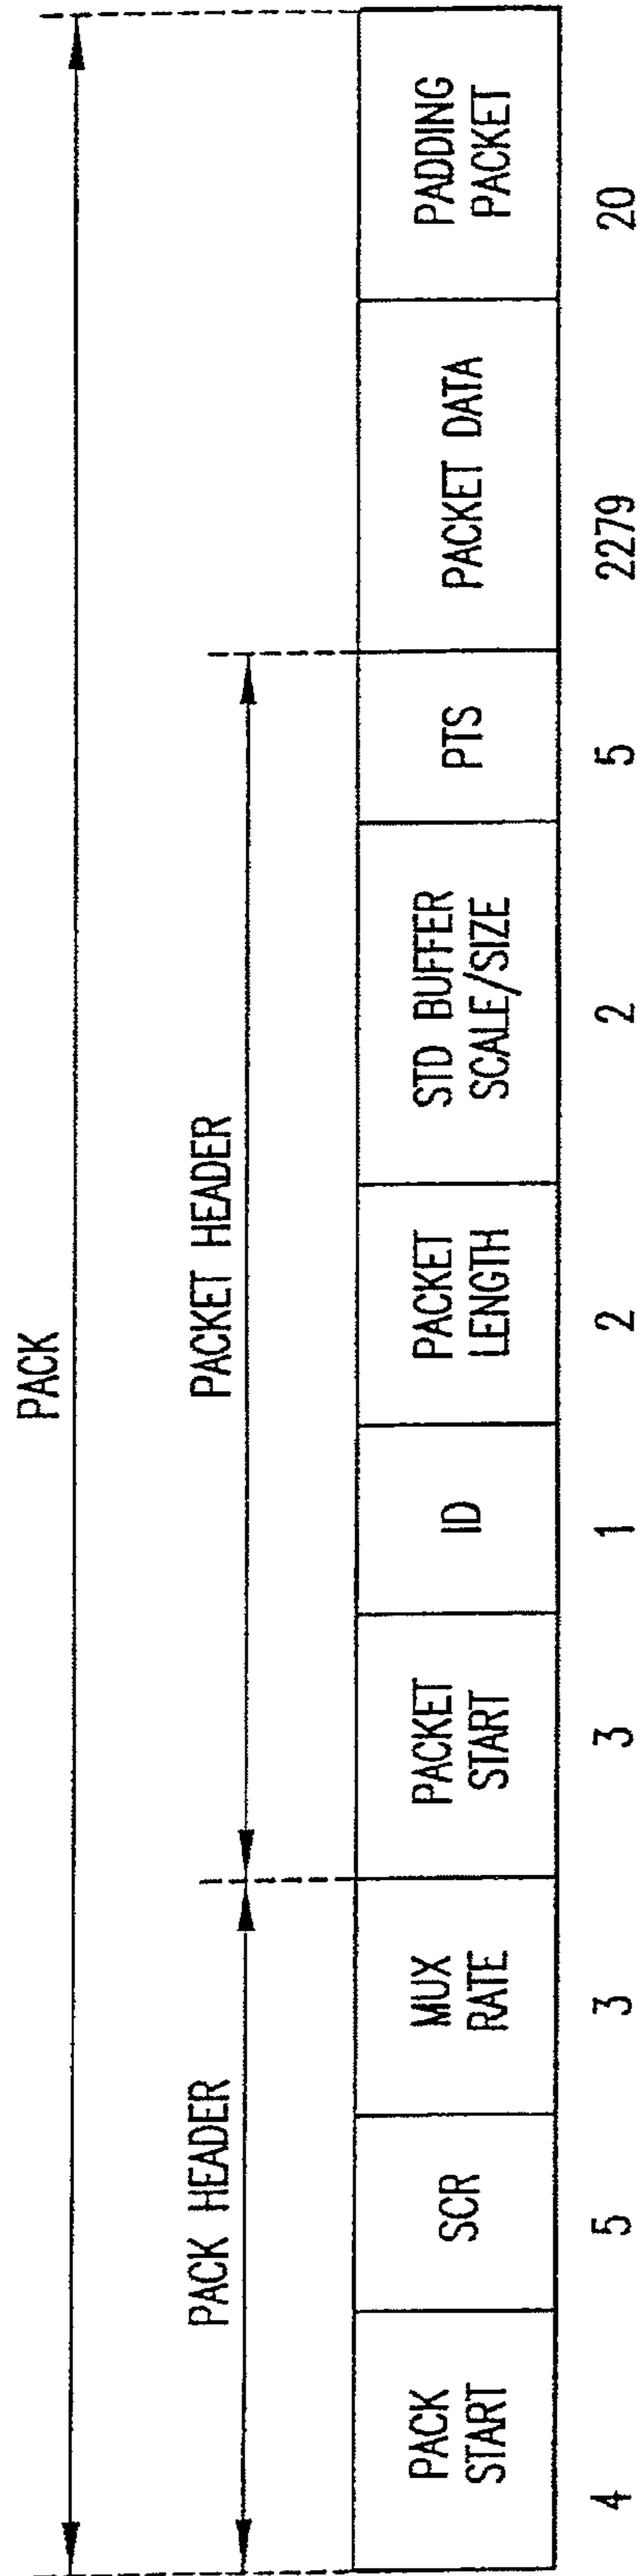 PACK
PACK HEADER
PACKET HEADER
PACK
START
SCR
MUX
RATE
PACKET
START
ID
PACKET
LENGTH
STD BUFFER
SCALE/SIZE
PTS
PACKET DATA
PADDING
PACKET
4
5
3
3
1
2
2
5
2279
20